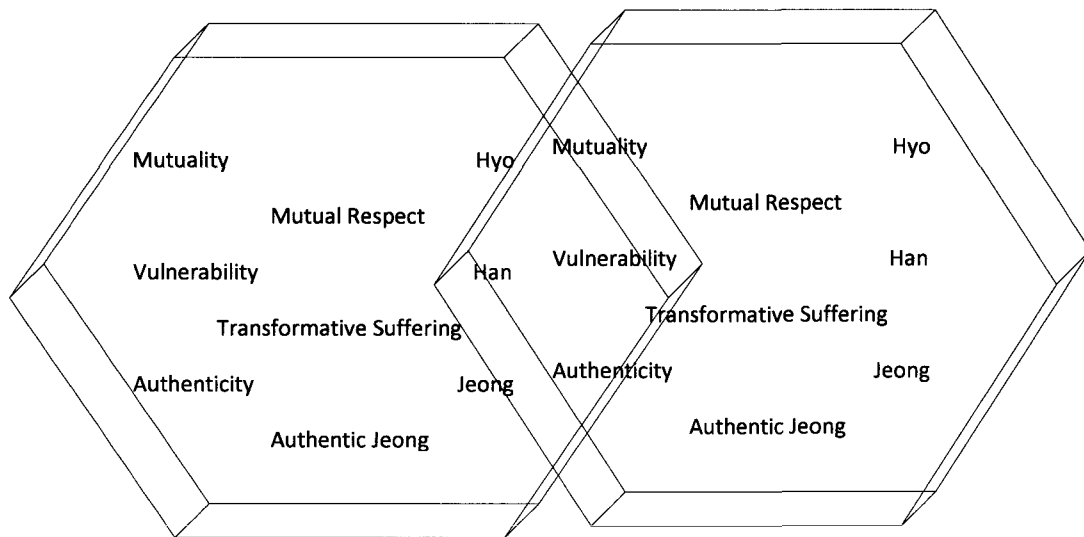 Mutuality Hyo
Mutual Respect
Vulnerability Han
Transformative Suffering
Authenticity Jeong
Authentic Jeong
Mutuality Hyo
Mutual Respect
Vulnerability Han
Transformative Suffering
Authenticity Jeong
Authentic Jeong